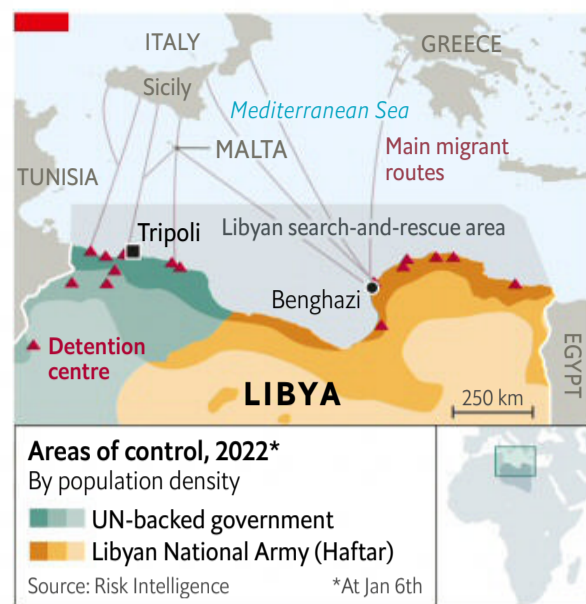 ITALY
GREECE
Sicily
Mediterranean Sea
MALTA
Main migrant
routes
TUNISIA
Tripoli
Libyan search-and-rescue area
Benghazi
Detention
centre
LIBYA
250 km
EGYPT
Areas of control, 2022*
By population density
UN-backed government
Libyan National Army (Haftar)
Source: Risk Intelligence
*At Jan 6th